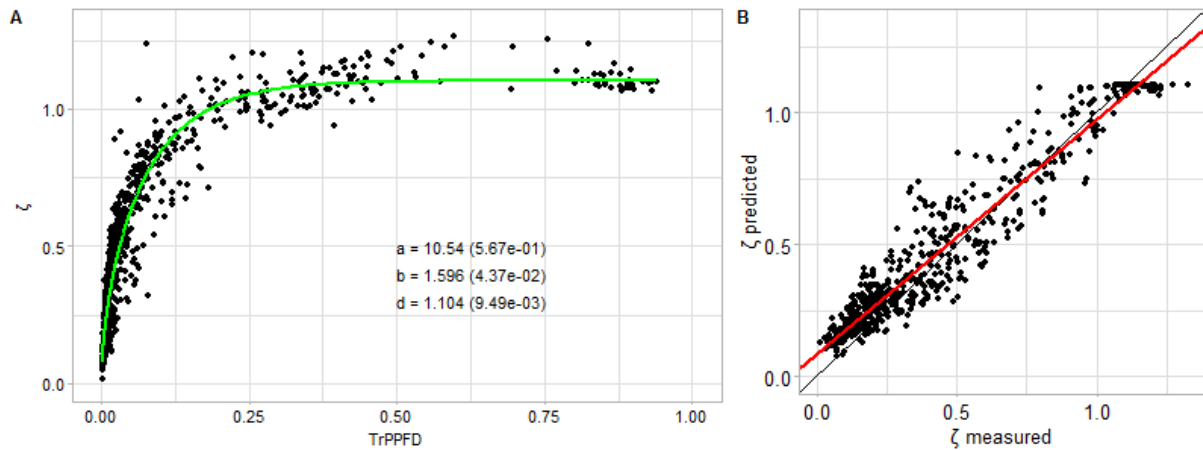 A
ζ
1.0
0.5
0.0
a = 10.54 (5.67e-01)
b = 1.596 (4.37e-02)
d = 1.104 (9.49e-03)
0.00 0.25 0.50 0.75 1.00
TrPPFD
B
ζ predicted
1.0
0.5
0.0
0.0 0.5 1.0
ζ measured